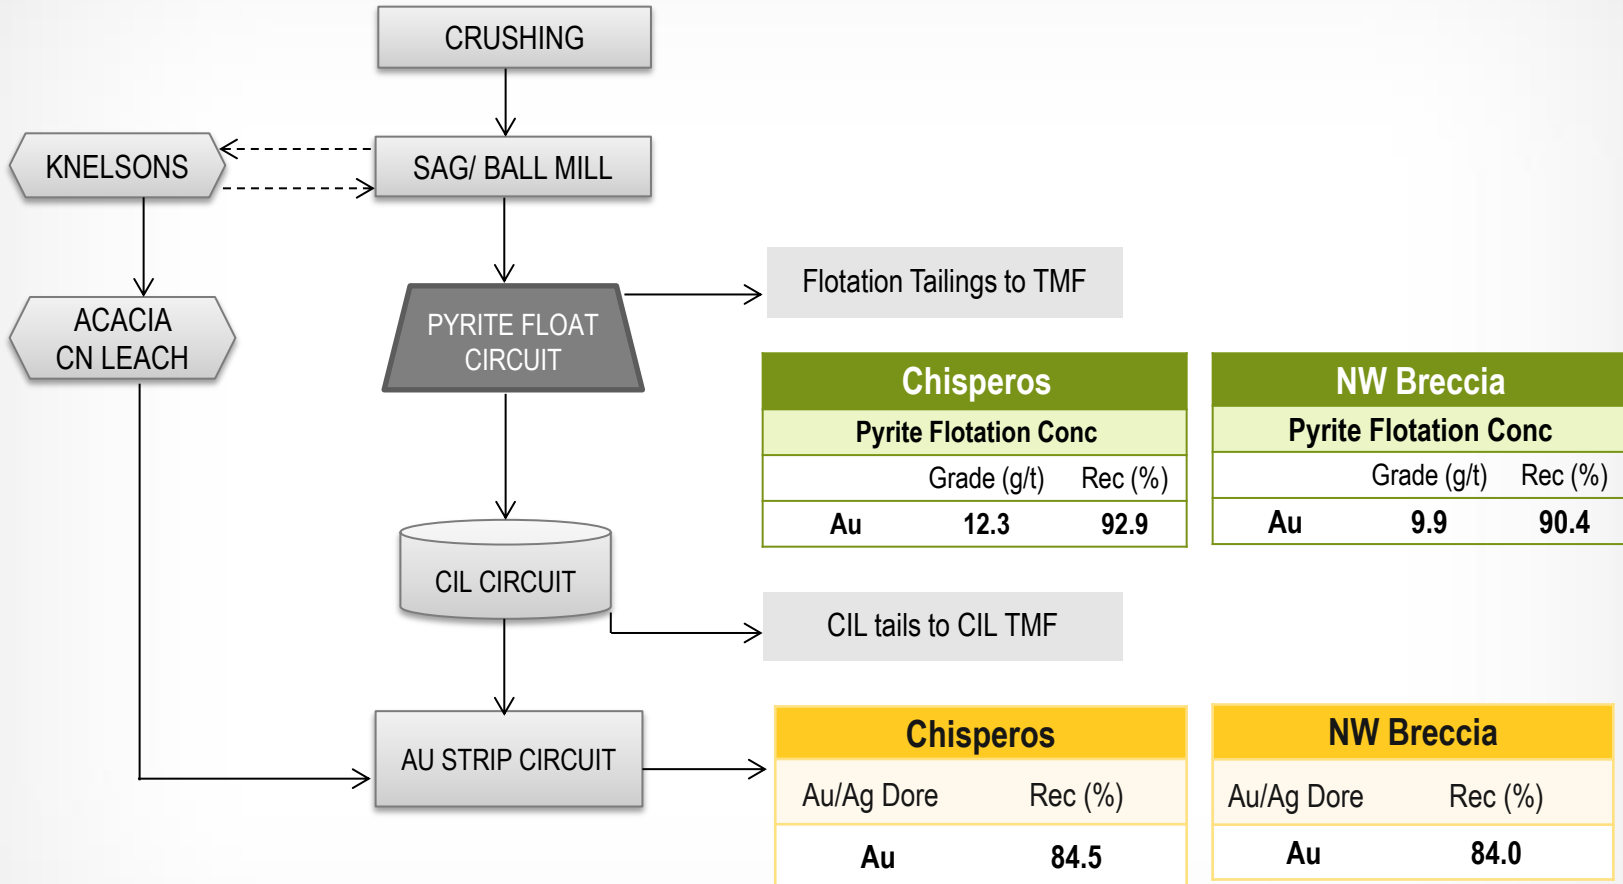 CRUSHING
KNELSONS
SAG/ BALL MILL
ACACIA
CN LEACH
PYRITE FLOAT
CIRCUIT
Flotation Tailings to TMF
Chisperos
Pyrite Flotation Conc
Grade (g/t) Rec (%)
Au 12.3 92.9
NW Breccia
Pyrite Flotation Conc
Grade (g/t) Rec (%)
Au 9.9 90.4
CIL CIRCUIT
CIL tails to CIL TMF
AU STRIP CIRCUIT
Chisperos
Au/Ag Dore Rec (%)
Au 84.5
NW Breccia
Au/Ag Dore Rec (%)
Au 84.0